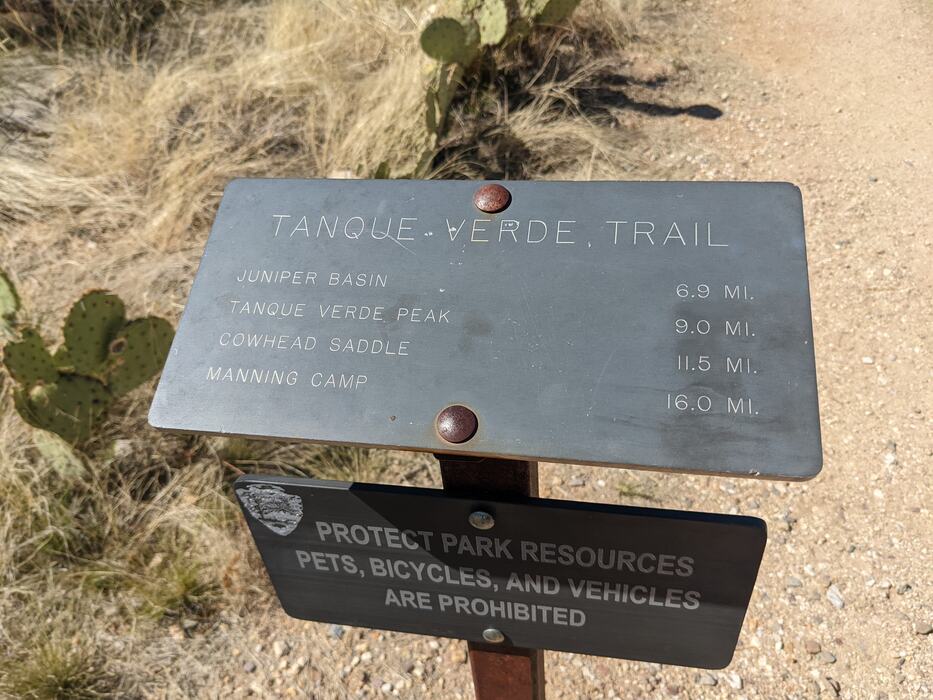 TANQUE VERDE TRAIL
JUNIPER BASIN 6.9 MI.
TANQUE VERDE PEAK 9.0 MI.
COWHEAD SADDLE 11.5 MI.
MANNING CAMP 16.0 MI.
PROTECT PARK RESOURCES
PETS, BICYCLES, AND VEHICLES
ARE PROHIBITED